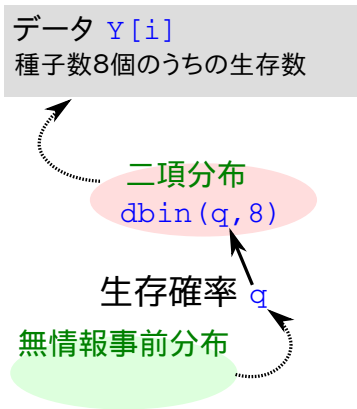 データ Y[i]
種子数8個のうちの生存数
二項分布
dbin(q,8)
生存確率 q
無情報事前分布